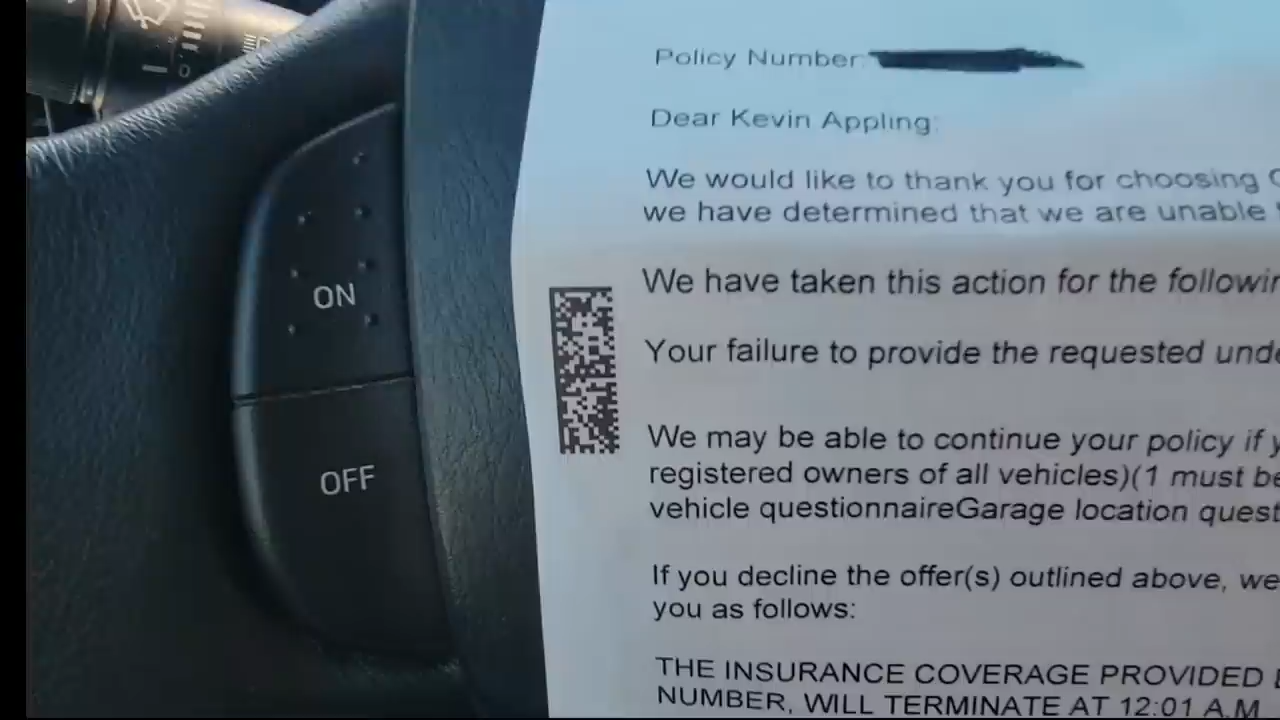 0
ON
OFF
Policy Number:
Dear Kevin Appling:
We would like to thank you for choosing
we have determined that we are unable
We have taken this action for the
Your failure to provide the requested
We may be able to continue your policy if
registered owners of all vehicles)(1 must be
vehicle questionnaireGarage location
If you decline the offer(s) outlined above, we
you as follows:
THE INSURANCE COVERAGE PROVIDED
NUMBER, WILL TERMINATE AT 12:01 A.M.